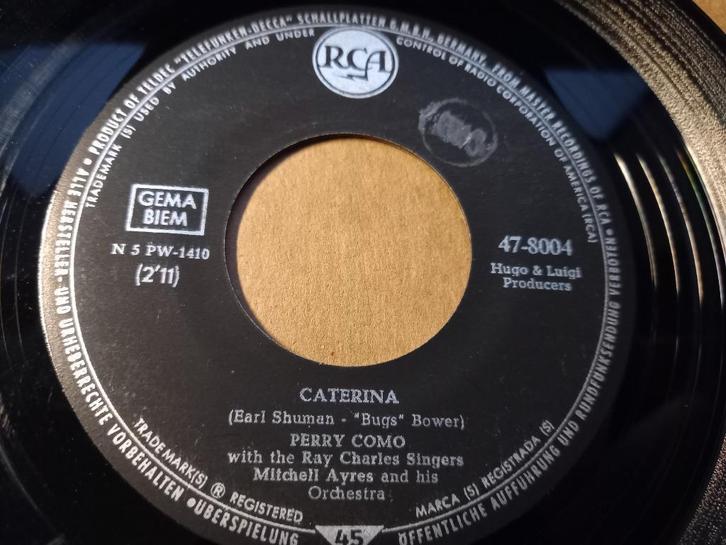 ALLE HERSTELLER- UND URHEBERRECHTE VORBEHALTEN • PRODUCT OF TELDEC "TELEFUNKEN-DECCA" SCHALLPLATTEN G.M.B.H., GERMANY, FROM MASTER RECORDINGS OF RCA •
TRADEMARK (S) USED BY AUTHORITY AND UNDER CONTROL OF RADIO CORPORATION OF AMERICA (RCA)
RCA
GEMA
BIEM
N 5 PW-1410
(2'11)
47-8004
Hugo & Luigi
Producers
CATERINA
(Earl Shuman - "Bugs" Bower)
PERRY COMO
with the Ray Charles Singers
Mitchell Ayres and his
Orchestra
TRADEMARK(S) ® REGISTERED
MARCA (S) REGISTRADA (S)
• ÜBERSPIELUNG
45
ÖFFENTLICHE AUFFÜHRUNG UND RUNDFUNKSENDUNG VERBOTEN